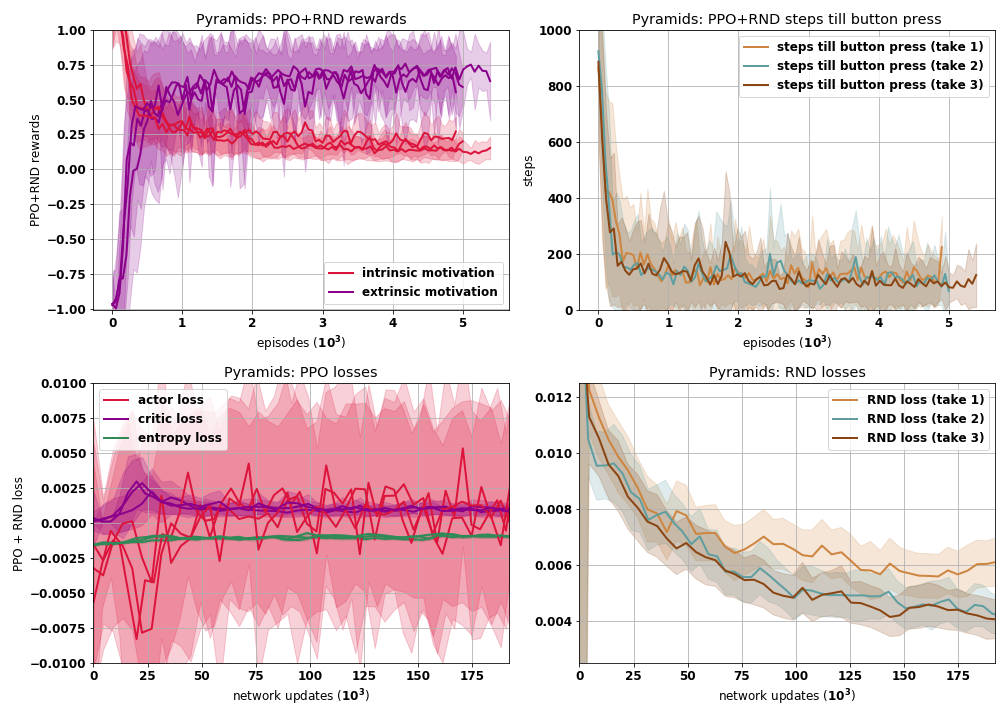 Pyramids: PPO+RND rewards
PPO+RND rewards
1.00
0.75
0.50
0.25
0.00
−0.25
−0.50
−0.75
−1.00
intrinsic motivation
extrinsic motivation
0 1 2 3 4 5
episodes (10³)
Pyramids: PPO+RND steps till button press
steps
1000
800
600
400
200
0
steps till button press (take 1)
steps till button press (take 2)
steps till button press (take 3)
0 1 2 3 4 5
episodes (10³)
Pyramids: PPO losses
PPO + RND loss
0.0100
0.0075
0.0050
0.0025
0.0000
−0.0025
−0.0050
−0.0075
−0.0100
actor loss
critic loss
entropy loss
0 25 50 75 100 125 150 175
network updates (10³)
Pyramids: RND losses
0.012
0.010
0.008
0.006
0.004
RND loss (take 1)
RND loss (take 2)
RND loss (take 3)
0 25 50 75 100 125 150 175
network updates (10³)